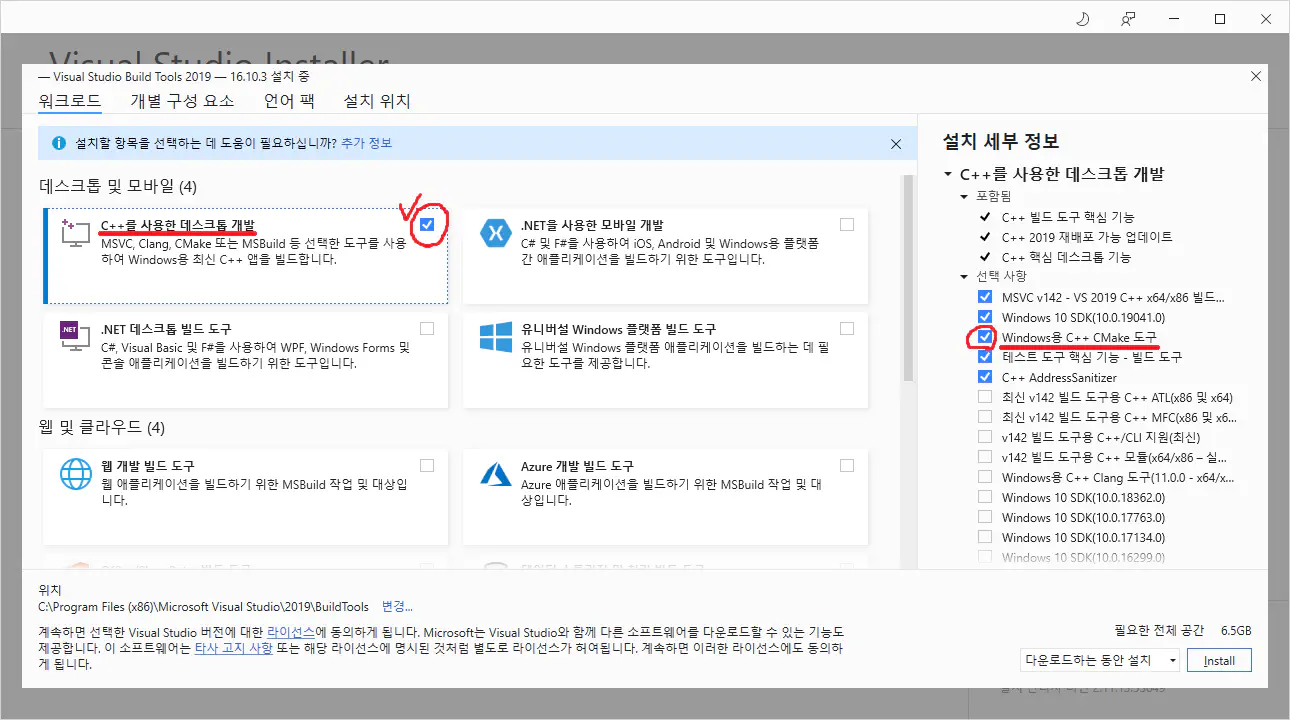 Visual Studio Installer
— Visual Studio Build Tools 2019 — 16.10.3 설치 중
워크로드 개별 구성 요소 언어 팩 설치 위치
설치할 항목을 선택하는 데 도움이 필요하십니까? 추가 정보
데스크톱 및 모바일 (4)
C++를 사용한 데스크톱 개발
MSVC, Clang, CMake 또는 MSBuild 등 선택한 도구를 사용
하여 Windows용 최신 C++ 앱을 빌드합니다.
.NET을 사용한 모바일 개발
C# 및 F#을 사용하여 iOS, Android 및 Windows용 플랫폼
간 애플리케이션을 빌드하기 위한 도구입니다.
.NET
.NET 데스크톱 빌드 도구
C#, Visual Basic 및 F#을 사용하여 WPF, Windows Forms 및
콘솔 애플리케이션을 빌드하기 위한 도구입니다.
유니버설 Windows 플랫폼 빌드 도구
유니버설 Windows 플랫폼 애플리케이션을 빌드하는 데 필
요한 도구를 제공합니다.
웹 및 클라우드 (4)
웹 개발 빌드 도구
웹 애플리케이션을 빌드하기 위한 MSBuild 작업 및 대상입
니다.
Azure 개발 빌드 도구
Azure 애플리케이션을 빌드하기 위한 MSBuild 작업 및 대
상입니다.
설치 세부 정보
C++를 사용한 데스크톱 개발
포함됨
C++ 빌드 도구 핵심 기능
C++ 2019 재배포 가능 업데이트
C++ 핵심 데스크톱 기능
선택 사항
MSVC v142 - VS 2019 C++ x64/x86 빌드...
Windows 10 SDK(10.0.19041.0)
Windows용 C++ CMake 도구
테스트 도구 핵심 기능 - 빌드 도구
C++ AddressSanitizer
최신 v142 빌드 도구용 C++ ATL(x86 및 x64)
최신 v142 빌드 도구용 C++ MFC(x86 및 x6...
v142 빌드 도구용 C++/CLI 지원(최신)
v142 빌드 도구용 C++ 모듈(x64/x86 – 실...
Windows용 C++ Clang 도구(11.0.0 - x64/x...
Windows 10 SDK(10.0.18362.0)
Windows 10 SDK(10.0.17763.0)
Windows 10 SDK(10.0.17134.0)
Windows 10 SDK(10.0.16299.0)
위치
C:\Program Files (x86)\Microsoft Visual Studio\2019\BuildTools 변경...
계속하면 선택한 Visual Studio 버전에 대한 라이선스에 동의하게 됩니다. Microsoft는 Visual Studio와 함께 다른 소프트웨어를 다운로드할 수 있는 기능도
제공합니다. 이 소프트웨어는 타사 고지 사항 또는 해당 라이선스에 명시된 것처럼 별도로 라이선스가 허여됩니다. 계속하면 이러한 라이선스에도 동의하
게 됩니다.
필요한 전체 공간 6.5GB
다운로드하는 동안 설치 Install